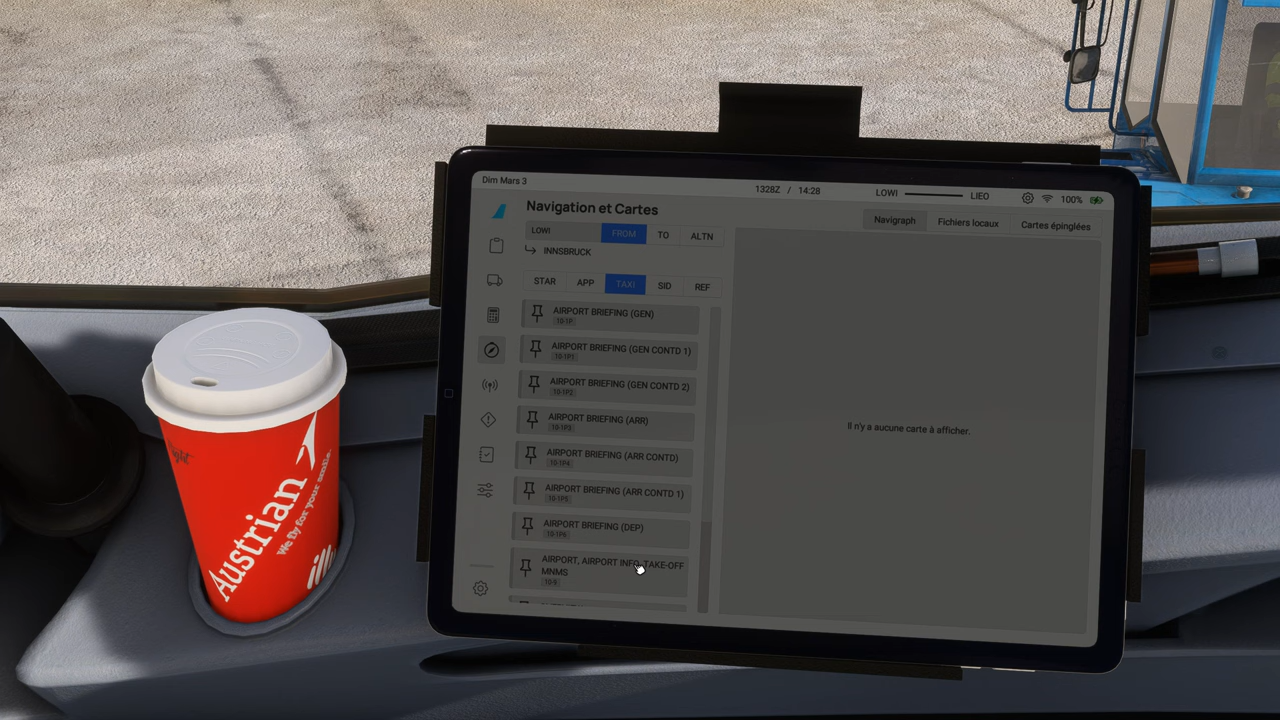 Dim Mars 3
1328Z / 14:28
LOWI
LIEO
100%
Navigation et Cartes
Navigraph
Fichiers locaux
Cartes épinglées
LOWI
FROM
TO
ALTN
INNSBRUCK
STAR
APP
TAXI
SID
REF
AIRPORT BRIEFING (GEN)
10-1P
AIRPORT BRIEFING (GEN CONTD 1)
10-1P1
AIRPORT BRIEFING (GEN CONTD 2)
10-1P2
AIRPORT BRIEFING (ARR)
10-1P3
AIRPORT BRIEFING (ARR CONTD)
10-1P4
AIRPORT BRIEFING (ARR CONTD 1)
10-1P5
AIRPORT BRIEFING (DEP)
10-1P6
AIRPORT, AIRPORT INFO, TAKE-OFF
MNMS
10-9
Il n'y a aucune carte à afficher.
Austrian
We fly for your smile.